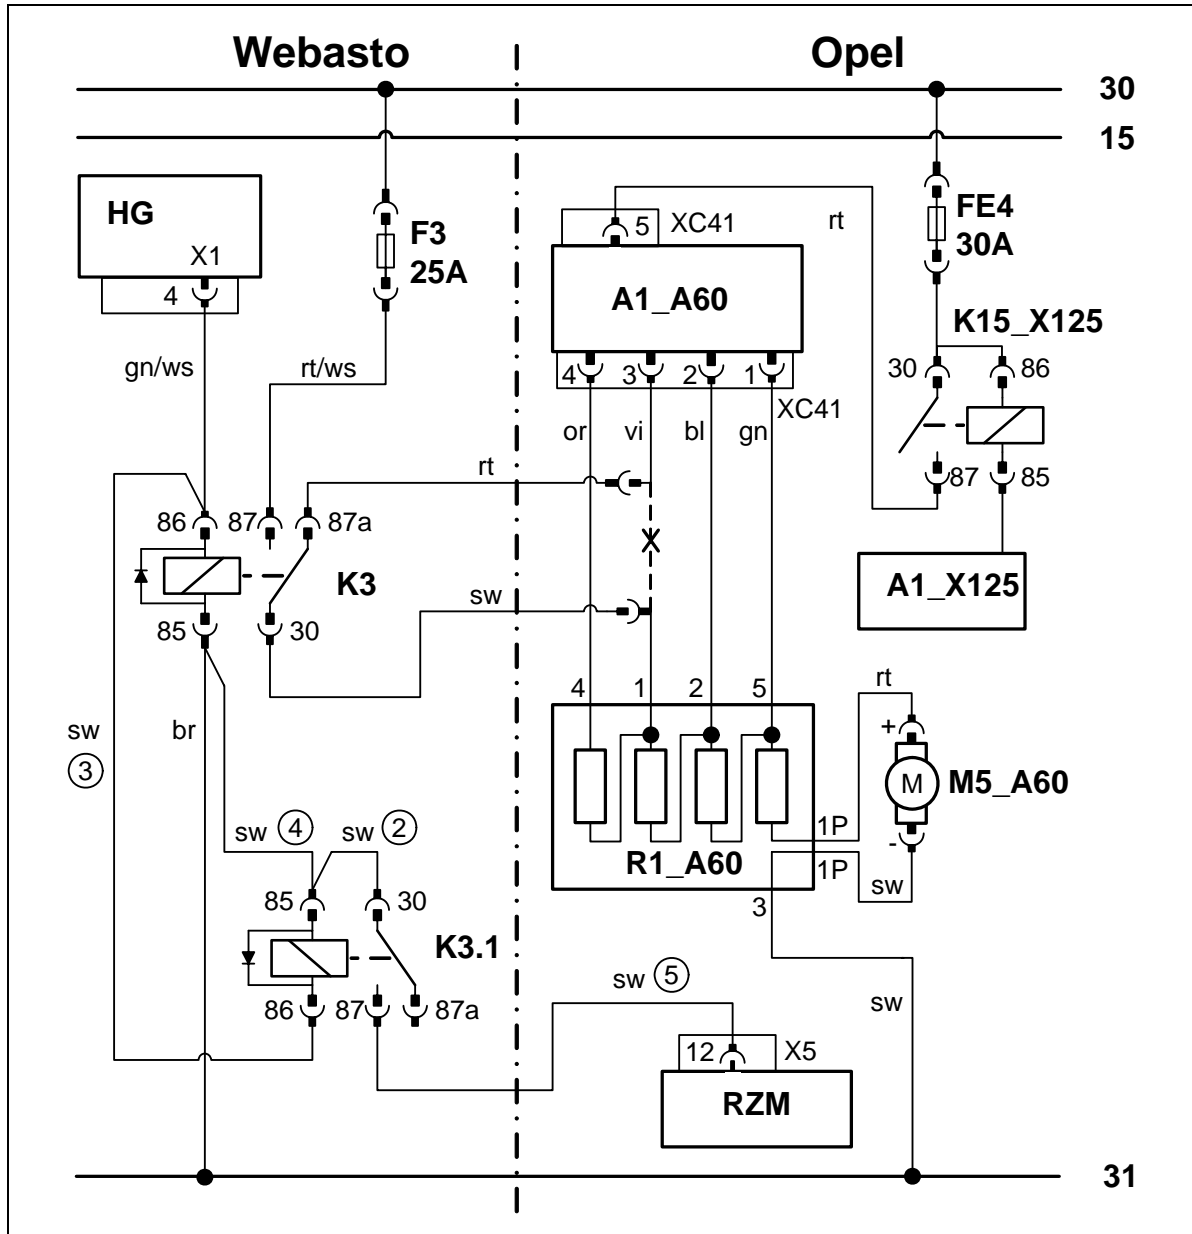 Webasto
Opel
30
15
HG
X1
4
F3
25A
5
XC41
rt
FE4
30A
A1_A60
K15_X125
gn/ws
rt/ws
4
3
2
1
XC41
30
86
or
vi
bl
gn
rt
87
85
86
87
87a
K3
A1_X125
sw
85
30
4
1
2
5
rt
sw
3
br
+
M
M5_A60
-
sw
4
sw
2
R1_A60
1P
1P
sw
3
85
30
K3.1
86
87
87a
sw
5
sw
12
X5
RZM
31